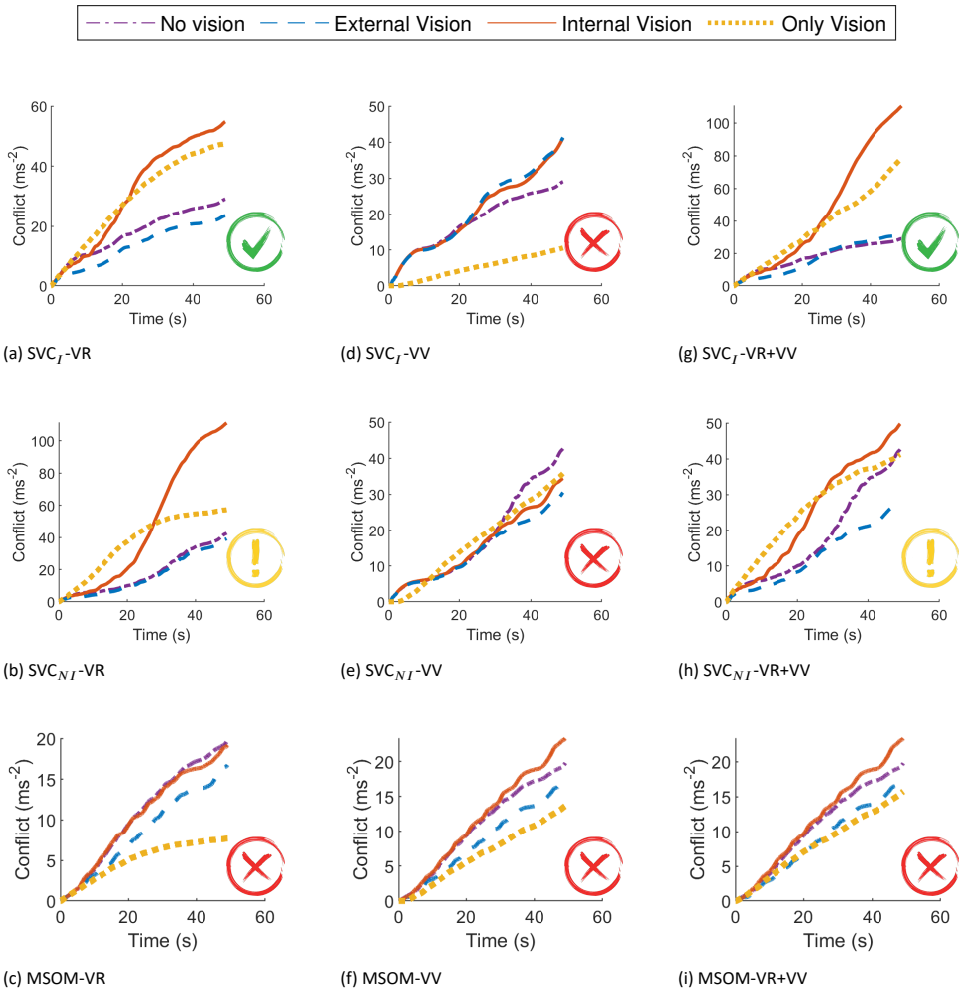 No vision External Vision Internal Vision Only Vision
60
40
20
0
Conflict (ms-2)
0 20 40 60
Time (s)
(a) SVCI-VR
50
40
30
20
10
0
Conflict (ms-2)
0 20 40 60
Time (s)
(d) SVCI-VV
100
80
60
40
20
0
Conflict (ms-2)
0 20 40 60
Time (s)
(g) SVCI-VR+VV
100
80
60
40
20
0
Conflict (ms-2)
0 20 40 60
Time (s)
(b) SVCNI-VR
50
40
30
20
10
0
Conflict (ms-2)
0 20 40 60
Time (s)
(e) SVCNI-VV
50
40
30
20
10
0
Conflict (ms-2)
0 20 40 60
Time (s)
(h) SVCNI-VR+VV
20
15
10
5
0
Conflict (ms-2)
0 20 40 60
Time (s)
(c) MSOM-VR
20
15
10
5
0
Conflict (ms-2)
0 20 40 60
Time (s)
(f) MSOM-VV
20
15
10
5
0
Conflict (ms-2)
0 20 40 60
Time (s)
(i) MSOM-VR+VV